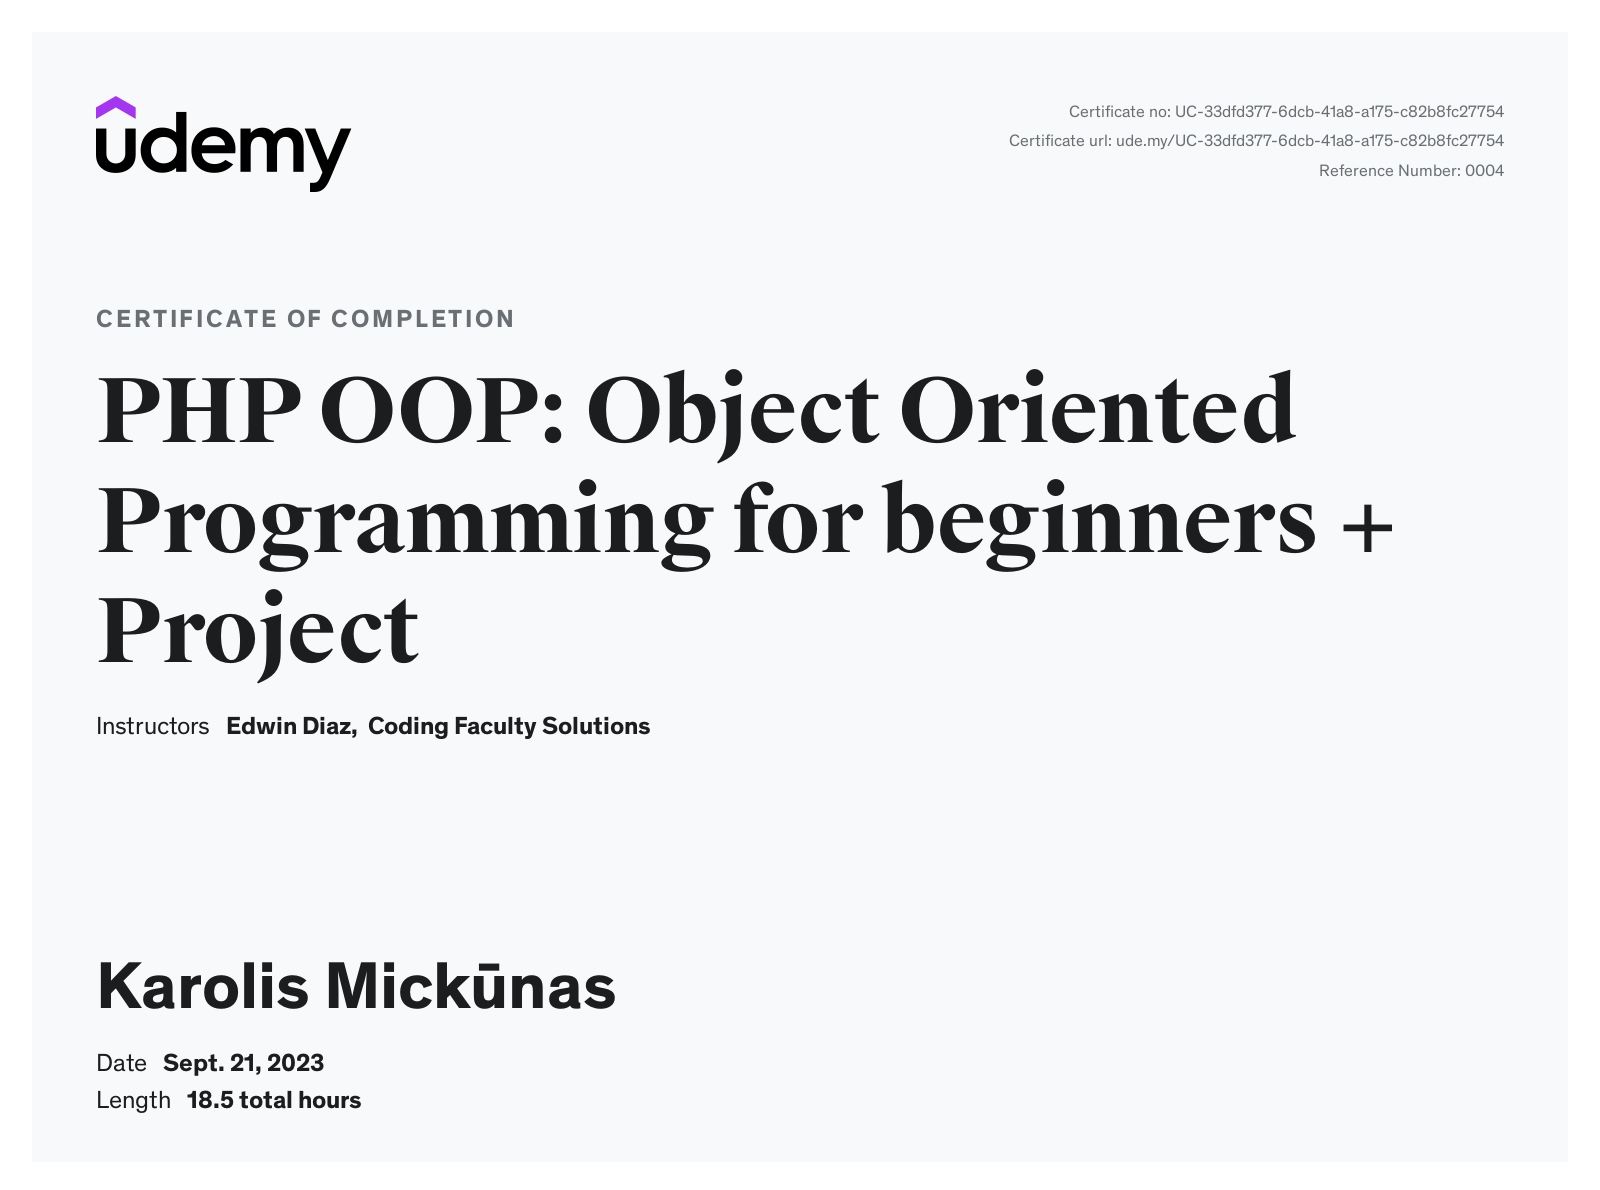 udemy
Certificate no: UC-33dfd377-6dcb-41a8-a175-c82b8fc27754
Certificate url: ude.my/UC-33dfd377-6dcb-41a8-a175-c82b8fc27754
Reference Number: 0004
CERTIFICATE OF COMPLETION
PHP OOP: Object Oriented
Programming for beginners +
Project
Instructors Edwin Diaz, Coding Faculty Solutions
Karolis Mickūnas
Date Sept. 21, 2023
Length 18.5 total hours